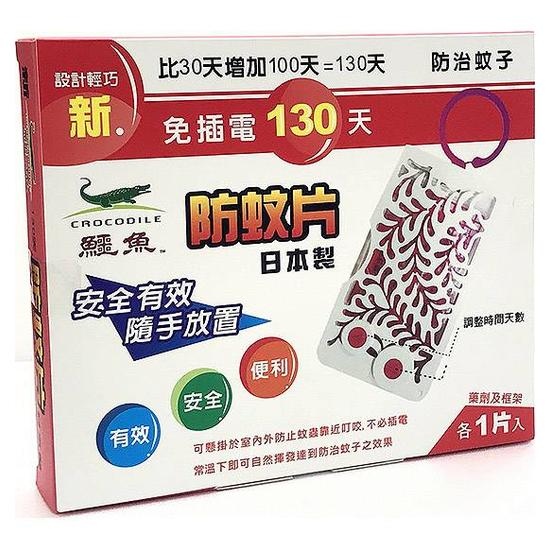 比30天增加100天=130天
防治蚊子
設計輕巧
新.
免插電130天
CROCODILE
鱷魚™
防蚊片
日本製
安全有效
隨手放置
調整時間天數
便利
安全
有效
藥劑及框架
各1片入
可懸掛於室內外防止蚊蟲靠近叮咬,不必插電
常溫下即可自然揮發達到防治蚊子之效果